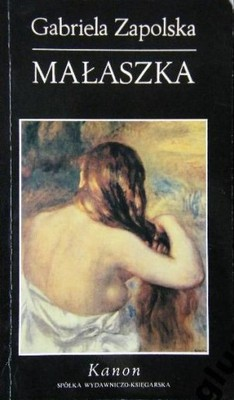 Gabriela Zapolska
MAŁASZKA
Kanon
SPÓŁKA WYDAWNICZO-KSIĘGARSKA